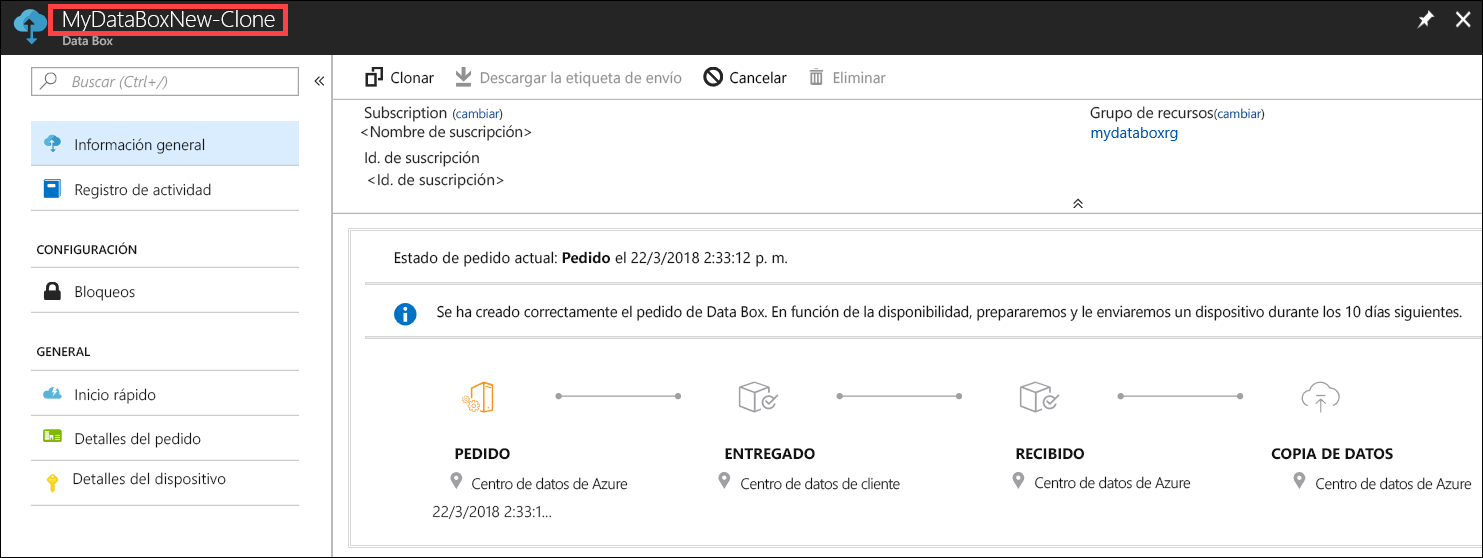 MyDataBoxNew-Clone
Data Box
Buscar (Ctrl+/)
«
Información general
Registro de actividad
CONFIGURACIÓN
Bloqueos
GENERAL
Inicio rápido
Detalles del pedido
Detalles del dispositivo
Clonar Descargar la etiqueta de envío Cancelar Eliminar
Subscription (cambiar) Grupo de recursos(cambiar)
<Nombre de suscripción> mydataboxrg
Id. de suscripción
<Id. de suscripción>
Estado de pedido actual: Pedido el 22/3/2018 2:33:12 p. m.
Se ha creado correctamente el pedido de Data Box. En función de la disponibilidad, prepararemos y le enviaremos un dispositivo durante los 10 días siguientes.
PEDIDO ENTREGADO RECIBIDO COPIA DE DATOS
Centro de datos de Azure Centro de datos de cliente Centro de datos de Azure Centro de datos de Azure
22/3/2018 2:33:1...